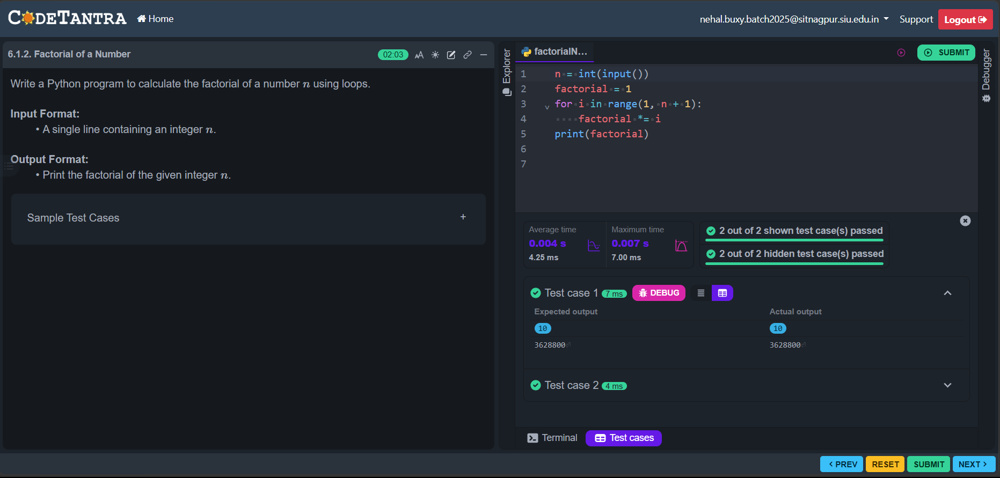 CODETANTRA
Home
nehal.buxy.batch2025@sitnagpur.siu.edu.in
Support
Logout
6.1.2. Factorial of a Number
02:03
AA
Write a Python program to calculate the factorial of a number n using loops.
Input Format:
• A single line containing an integer n.
Output Format:
• Print the factorial of the given integer n.
Sample Test Cases
+
Explorer
factorialN...
SUBMIT
Debugger
1 n = int(input())
2 factorial = 1
3 for i in range(1, n + 1):
4 factorial *= i
5 print(factorial)
6
7
Average time
0.004 s
4.25 ms
Maximum time
0.007 s
7.00 ms
2 out of 2 shown test case(s) passed
2 out of 2 hidden test case(s) passed
Test case 1 7 ms DEBUG
Expected output Actual output
10 10
3628800 3628800
Test case 2 4 ms
Terminal Test cases
< PREV RESET SUBMIT NEXT >